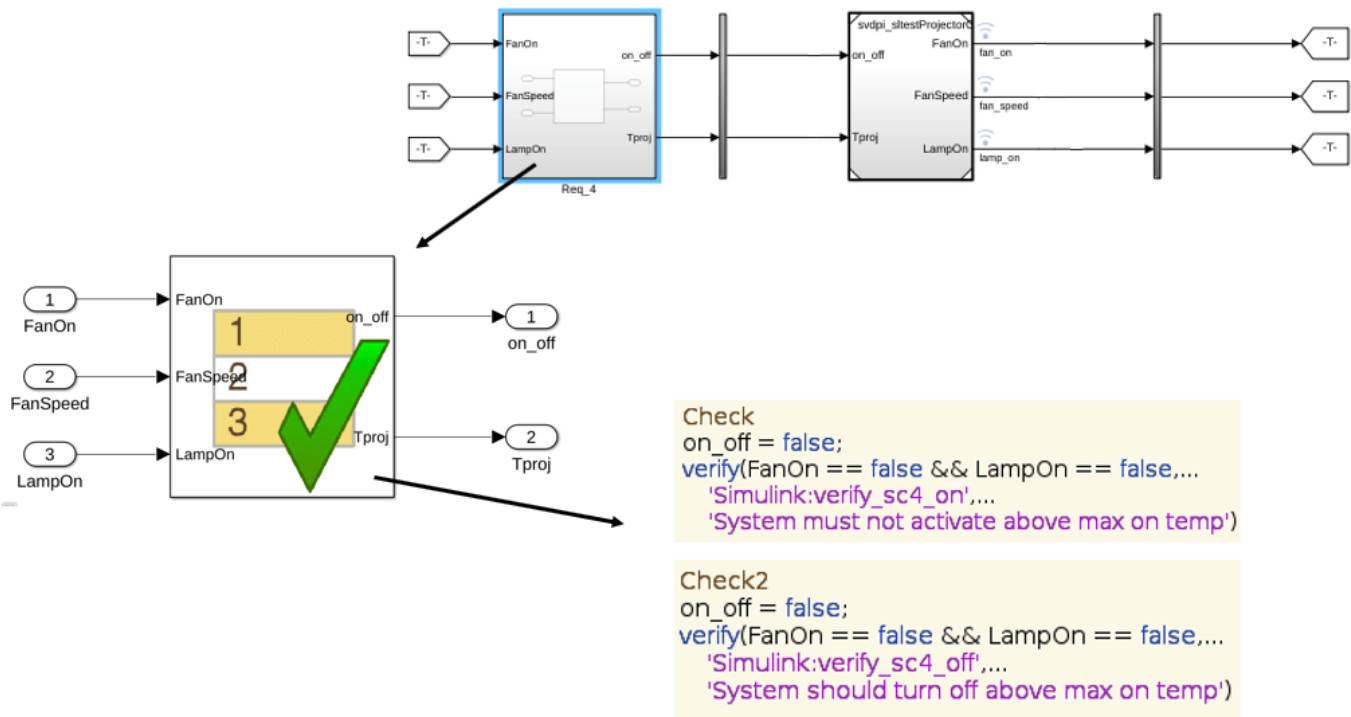 svdpi_sltestProjector
-T-
FanOn
on_off
FanOn
fan_on
-T-
on_off
-T-
FanSpeed
FanSpeed
fan_speed
-T-
-T-
LampOn
Tproj
Tproj
LampOn
lamp_on
-T-
Req_4
1
FanOn
FanOn
1
on_off
1
on_off
2
FanSpeed
FanSpeed
2
3
Tproj
2
Tproj
3
LampOn
LampOn
Check
on_off = false;
verify(FanOn == false && LampOn == false,...
'Simulink:verify_sc4_on',...
'System must not activate above max on temp')
Check2
on_off = false;
verify(FanOn == false && LampOn == false,...
'Simulink:verify_sc4_off',...
'System should turn off above max on temp')